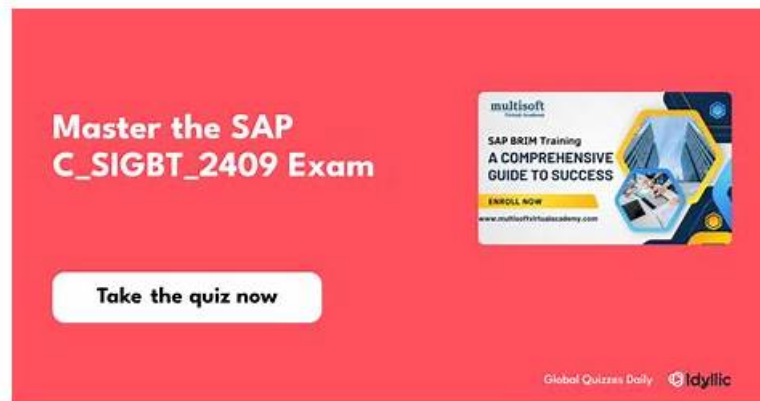 Master the SAP
C_SIGBT_2409 Exam
multisoft
Virtual Academy
SAP BRIM Training
A COMPREHENSIVE
GUIDE TO SUCCESS
ENROLL NOW
www.multisoftvirtualacademy.com
Take the quiz now
Global Quizzes Daily
Idyllic